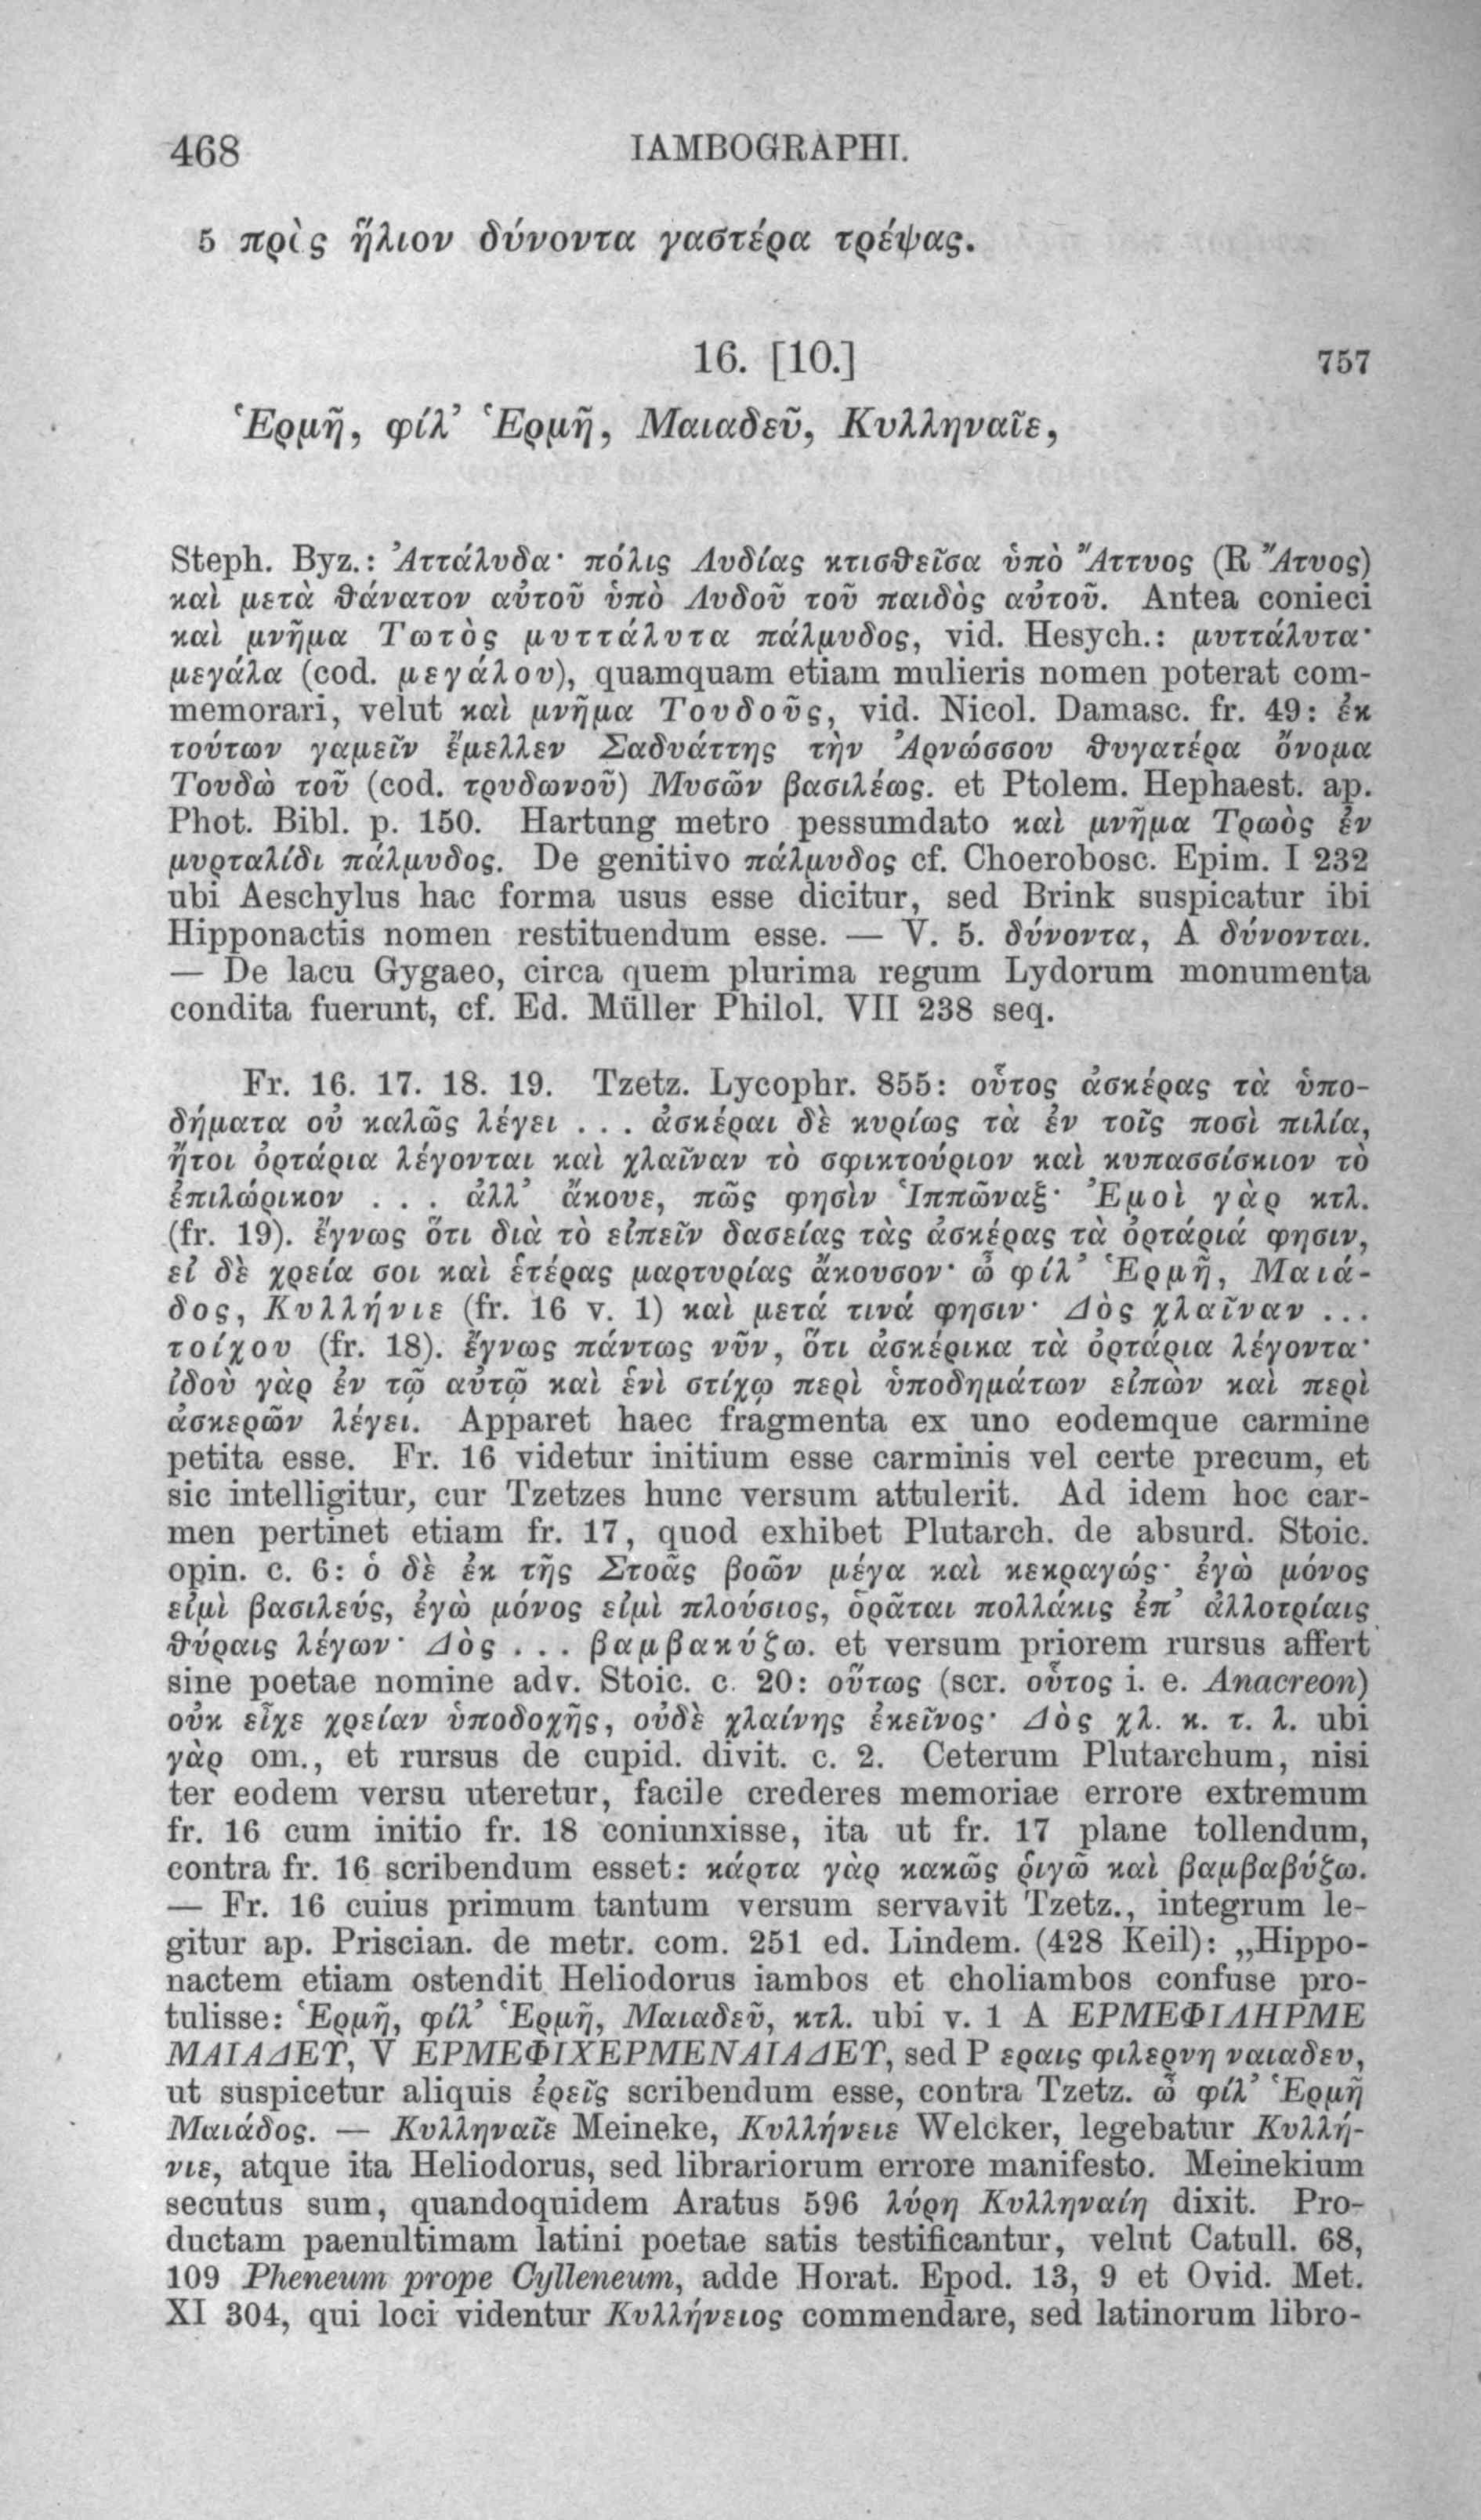 468 IAMBOGRAPHI.
5 πρὸς ἥλιον δύνοντα γαστέρα τρέψας.
16. [10.] 757
Ἑρμῆ, φίλ’ Ἑρμῆ, Μαιαδεῦ, Κυλληναῖε,
Steph. Byz.: Ἀττάλυδα· πόλις Λυδίας κτισθεῖσα ὑπὸ Ἄττυος (R Ἄτυος)
καὶ μετὰ θάνατον αὐτοῦ ὑπὸ Λυδοῦ τοῦ παιδὸς αὐτοῦ. Antea conieci
καὶ μνῆμα Τωτὸς μυττάλυτα πάλμυδος, vid. Hesych.: μυττάλυτα·
μεγάλα (cod. μεγάλου), quamquam etiam mulieris nomen poterat com-
memorari, velut καὶ μνῆμα Τουδοῦς, vid. Nicol. Damasc. fr. 49: ἐκ
τούτων γαμεῖν ἔμελλεν Σαδυάττης τὴν Ἀρνώσσου θυγατέρα ὄνομα
Τουδὼ τοῦ (cod. τρυδωνοῦ) Μυσῶν βασιλέως. et Ptolem. Hephaest. ap.
Phot. Bibl. p. 150. Hartung metro pessumdato καὶ μνῆμα Τρωὸς ἐν
μυρταλίδι πάλμυδος. De genitivo πάλμυδος cf. Choerobosc. Epim. I 232
ubi Aeschylus hac forma usus esse dicitur, sed Brink suspicatur ibi
Hipponactis nomen restituendum esse. — V. 5. δύνοντα, A δύνονται.
— De lacu Gygaeo, circa quem plurima regum Lydorum monumenta
condita fuerunt, cf. Ed. Müller Philol. VII 238 seq.
Fr. 16. 17. 18. 19. Tzetz. Lycophr. 855: οὗτος ἀσκέρας τὰ ὑπο-
δήματα οὐ καλῶς λέγει . . . ἀσκέραι δὲ κυρίως τὰ ἐν τοῖς ποσὶ πιλία,
ἤτοι ὀρτάρια λέγονται καὶ χλαῖναν τὸ σφικτούριον καὶ κυπασσίσκιον τὸ
ἐπιλώρικον . . . ἀλλ’ ἄκουε, πῶς φησὶν Ἱππῶναξ· Ἐμοὶ γὰρ κτλ.
(fr. 19). ἔγνως ὅτι διὰ τὸ εἰπεῖν δασείας τὰς ἀσκέρας τὰ ὀρτάριά φησιν,
εἰ δὲ χρεία σοι καὶ ἑτέρας μαρτυρίας ἄκουσον· ὦ φίλ’ Ἑρμῆ, Μαιά-
δος, Κυλλήνιε (fr. 16 v. 1) καὶ μετά τινά φησιν· Δὸς χλαῖναν ...
τοίχου (fr. 18). ἔγνως πάντως νῦν, ὅτι ἀσκέρικα τὰ ὀρτάρια λέγοντα·
ἰδοὺ γὰρ ἐν τῷ αὐτῷ καὶ ἑνὶ στίχῳ περὶ ὑποδημάτων εἰπὼν καὶ περὶ
ἀσκερῶν λέγει. Apparet haec fragmenta ex uno eodemque carmine
petita esse. Fr. 16 videtur initium esse carminis vel certe precum, et
sic intelligitur, cur Tzetzes hunc versum attulerit. Ad idem hoc car-
men pertinet etiam fr. 17, quod exhibet Plutarch. de absurd. Stoic.
opin. c. 6: ὁ δὲ ἐκ τῆς Στοᾶς βοῶν μέγα καὶ κεκραγώς· ἐγὼ μόνος
εἰμὶ βασιλεύς, ἐγὼ μόνος εἰμὶ πλούσιος, ὁρᾶται πολλάκις ἐπ’ ἀλλοτρίαις
θύραις λέγων· Δὸς . . . βαμβακύζω. et versum priorem rursus affert
sine poetae nomine adv. Stoic. c. 20: οὕτως (scr. οὗτος i. e. Anacreon)
οὐκ εἶχε χρείαν ὑποδοχῆς, οὐδὲ χλαίνης ἐκεῖνος· Δὸς χλ. κ. τ. λ. ubi
γὰρ om., et rursus de cupid. divit. c. 2. Ceterum Plutarchum, nisi
ter eodem versu uteretur, facile crederes memoriae errore extremum
fr. 16 cum initio fr. 18 coniunxisse, ita ut fr. 17 plane tollendum,
contra fr. 16 scribendum esset: κάρτα γὰρ κακῶς ῥιγῶ καὶ βαμβαβύζω.
— Fr. 16 cuius primum tantum versum servavit Tzetz., integrum le-
gitur ap. Priscian. de metr. com. 251 ed. Lindem. (428 Keil): „Hippo-
nactem etiam ostendit Heliodorus iambos et choliambos confuse pro-
tulisse: Ἑρμῆ, φίλ’ Ἑρμῆ, Μαιαδεῦ, κτλ. ubi v. 1 A ΕΡΜΕΦΙΛΗΡΜΕ
ΜΑΙΑΔΕΥ, V ΕΡΜΕΦΙΧΕΡΜΕΝΑΙΑΔΕΥ, sed P εραις φιλερνη ναιαδευ,
ut suspicetur aliquis ἐρεῖς scribendum esse, contra Tzetz. ὦ φίλ’ Ἑρμῆ
Μαιάδος. — Κυλληναῖε Meineke, Κυλλήνειε Welcker, legebatur Κυλλή-
νιε, atque ita Heliodorus, sed librariorum errore manifesto. Meinekium
secutus sum, quandoquidem Aratus 596 λύρη Κυλληναίη dixit. Pro-
ductam paenultimam latini poetae satis testificantur, velut Catull. 68,
109 Pheneum prope Cylleneum, adde Horat. Epod. 13, 9 et Ovid. Met.
XI 304, qui loci videntur Κυλλήνειος commendare, sed latinorum libro-